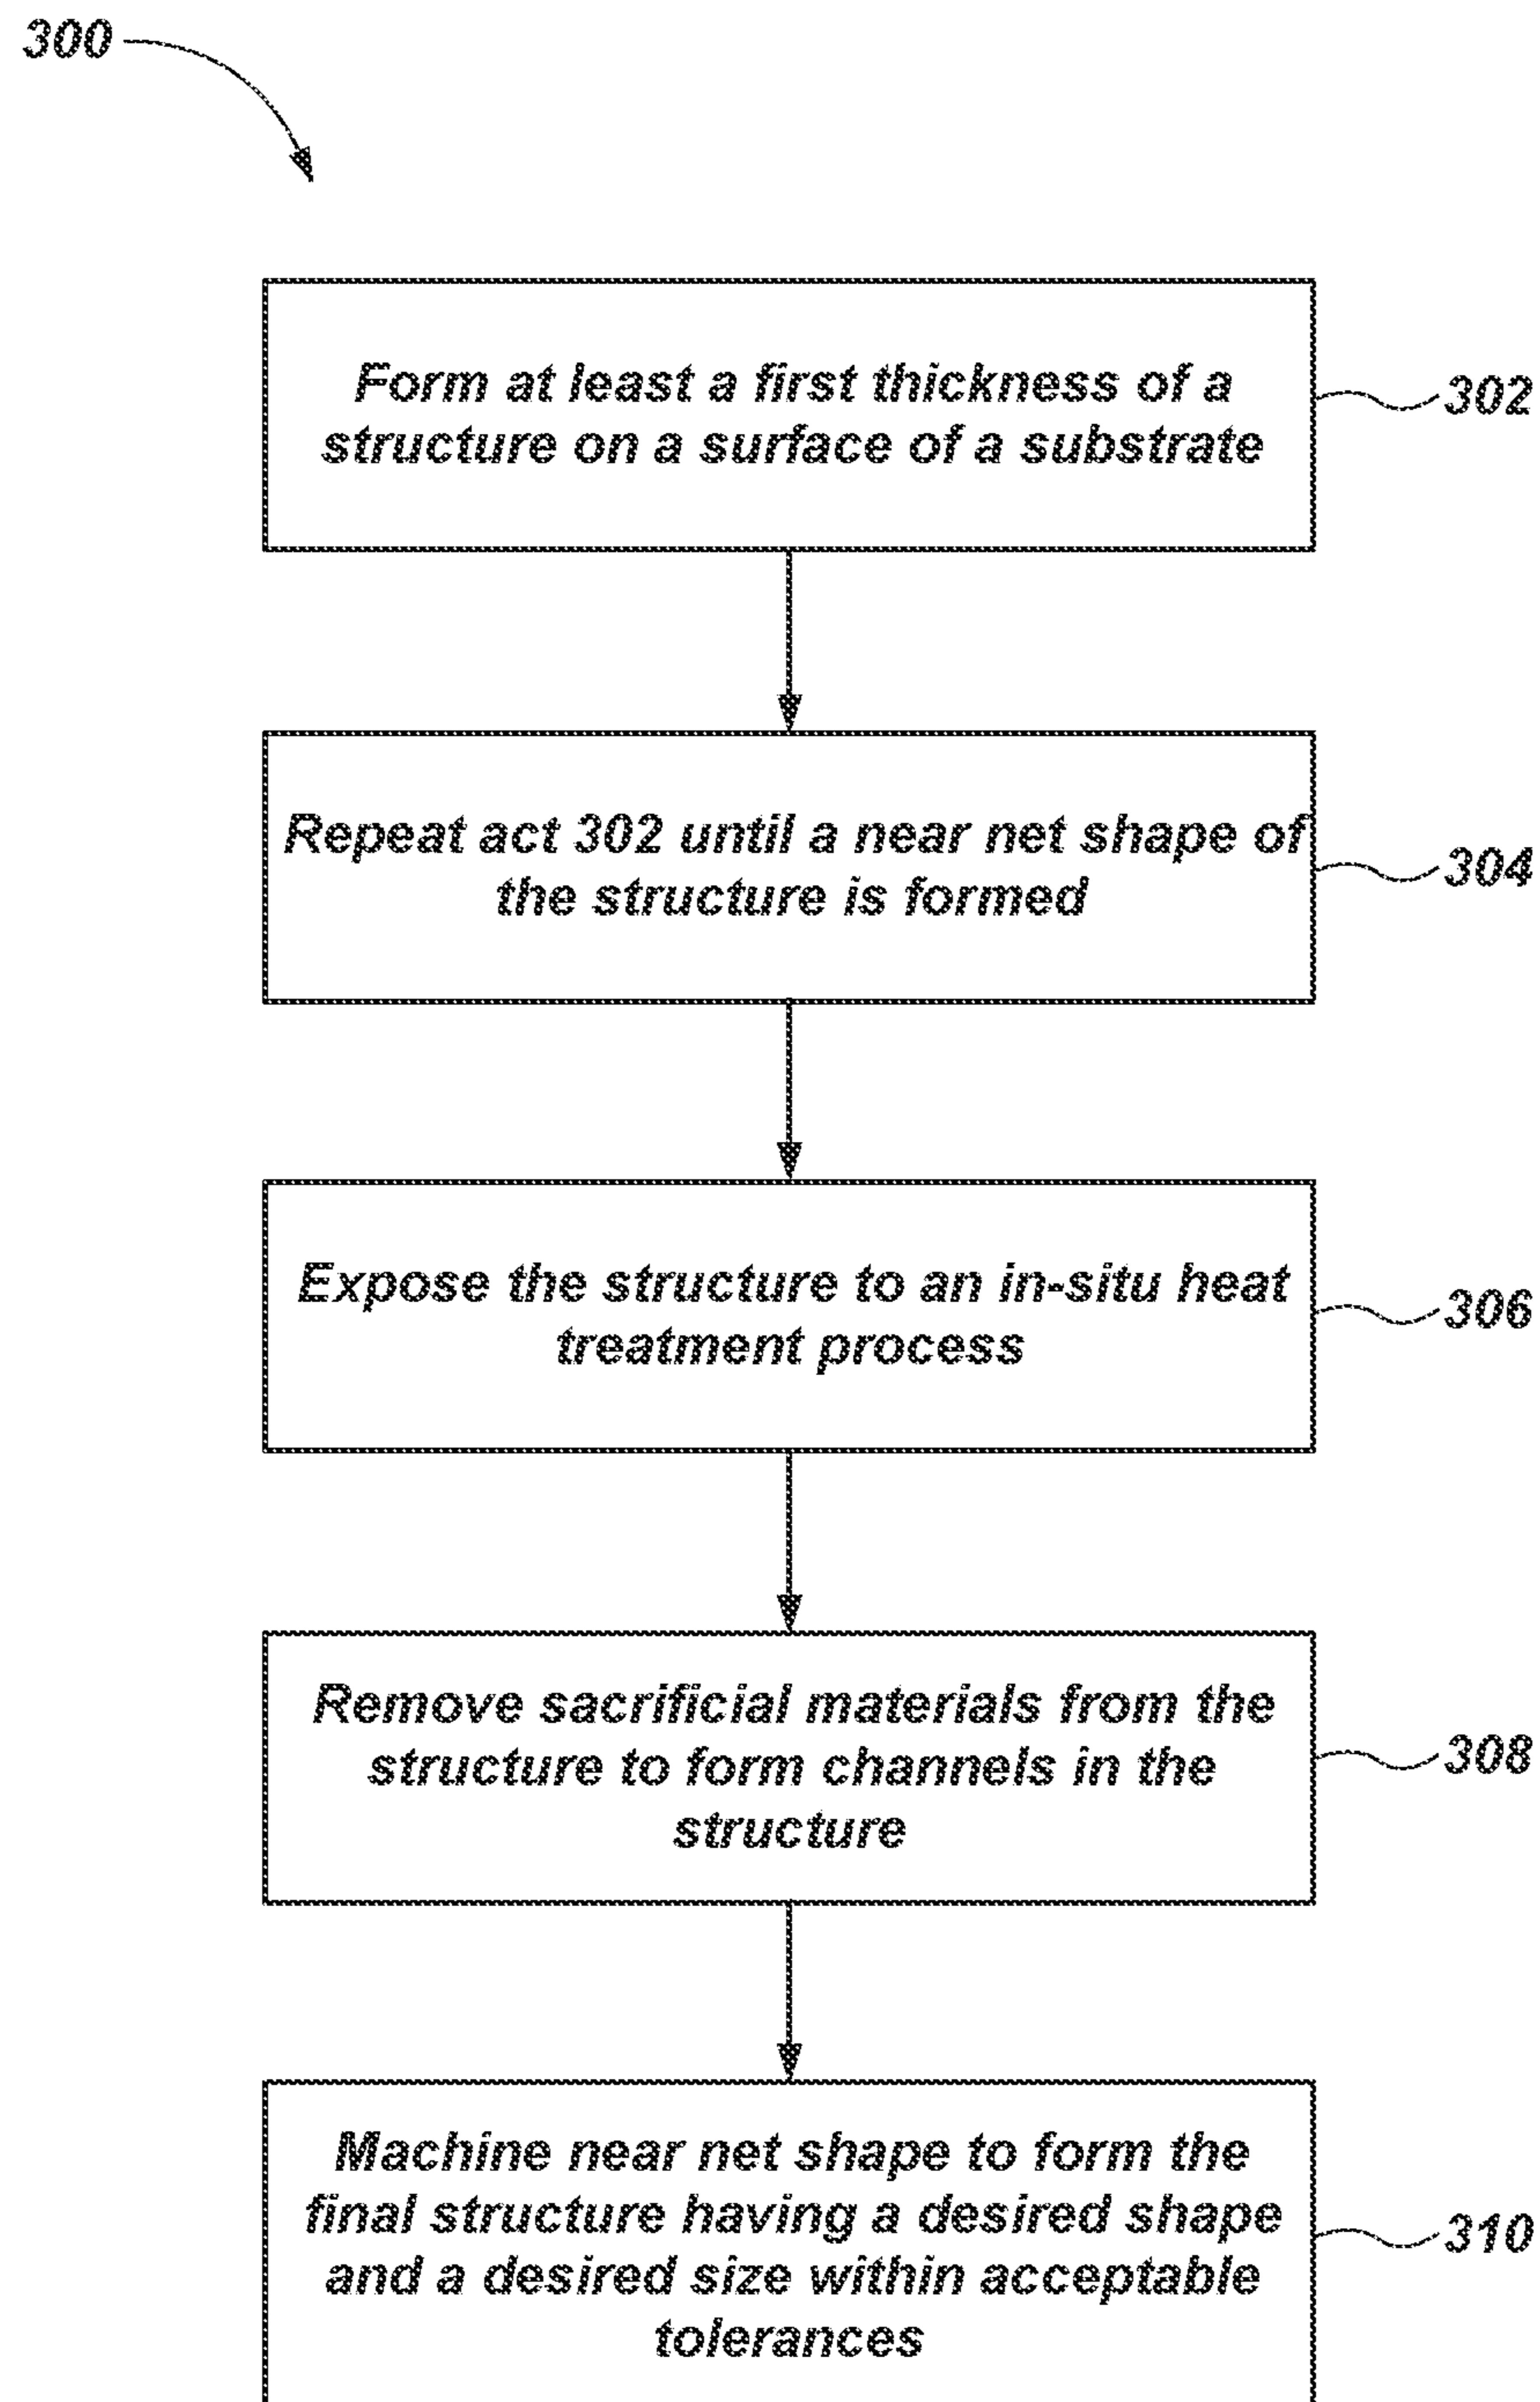 300
Form at least a first thickness of a
structure on a surface of a substrate
302
Repeat act 302 until a near net shape of
the structure is formed
304
Expose the structure to an in-situ heat
treatment process
306
Remove sacrificial materials from the
structure to form channels in the
structure
308
Machine near net shape to form the
final structure having a desired shape
and a desired size within acceptable
tolerances
310